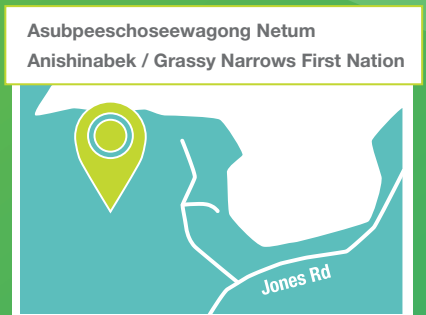 Asubpeeschoseewagong Netum
Anishinabek / Grassy Narrows First Nation
Jones Rd